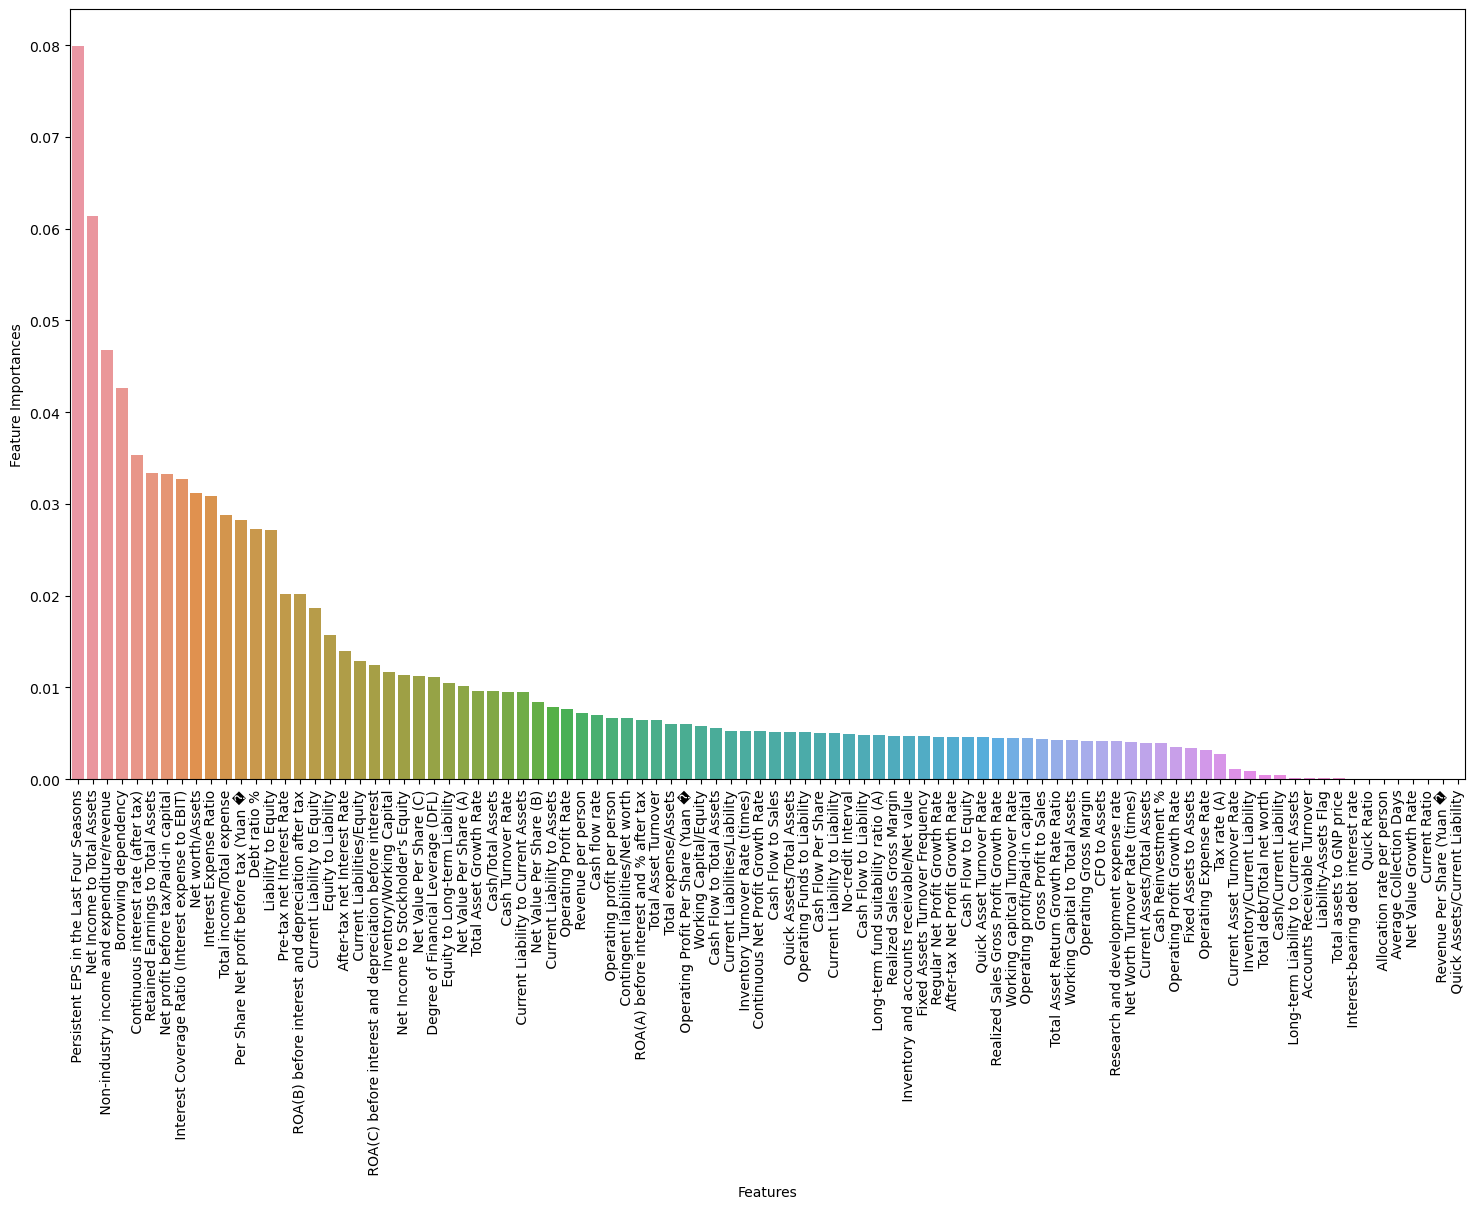 0.08
0.07
0.06
0.05
0.04
0.03
0.02
0.01
0.00
Feature Importances
Persistent EPS in the Last Four Seasons
Net Income to Total Assets
Non-industry income and expenditure/revenue
Borrowing dependency
Continuous interest rate (after tax)
Retained Earnings to Total Assets
Net profit before tax/Paid-in capital
Interest Coverage Ratio (Interest expense to EBIT)
Net worth/Assets
Interest Expense Ratio
Total income/Total expense
Per Share Net profit before tax (Yuan �
Debt ratio %
Liability to Equity
Pre-tax net Interest Rate
ROA(B) before interest and depreciation after tax
Current Liability to Equity
Equity to Liability
After-tax net Interest Rate
Current Liabilities/Equity
ROA(C) before interest and depreciation before interest
Inventory/Working Capital
Net Income to Stockholder's Equity
Net Value Per Share (C)
Degree of Financial Leverage (DFL)
Equity to Long-term Liability
Net Value Per Share (A)
Total Asset Growth Rate
Cash/Total Assets
Cash Turnover Rate
Current Liability to Current Assets
Net Value Per Share (B)
Current Liability to Assets
Operating Profit Rate
Revenue per person
Cash flow rate
Operating profit per person
Contingent liabilities/Net worth
ROA(A) before interest and % after tax
Total Asset Turnover
Total expense/Assets
Operating Profit Per Share (Yuan �
Working Capital/Equity
Cash Flow to Total Assets
Current Liabilities/Liability
Inventory Turnover Rate (times)
Continuous Net Profit Growth Rate
Cash Flow to Sales
Quick Assets/Total Assets
Operating Funds to Liability
Cash Flow Per Share
Current Liability to Liability
No-credit Interval
Cash Flow to Liability
Long-term fund suitability ratio (A)
Realized Sales Gross Margin
Inventory and accounts receivable/Net value
Fixed Assets Turnover Frequency
Regular Net Profit Growth Rate
After-tax Net Profit Growth Rate
Cash Flow to Equity
Quick Asset Turnover Rate
Realized Sales Gross Profit Growth Rate
Working capitcal Turnover Rate
Operating profit/Paid-in capital
Gross Profit to Sales
Total Asset Return Growth Rate Ratio
Working Capital to Total Assets
Operating Gross Margin
CFO to Assets
Research and development expense rate
Net Worth Turnover Rate (times)
Current Assets/Total Assets
Cash Reinvestment %
Operating Profit Growth Rate
Fixed Assets to Assets
Operating Expense Rate
Tax rate (A)
Current Asset Turnover Rate
Inventory/Current Liability
Total debt/Total net worth
Cash/Current Liability
Long-term Liability to Current Assets
Accounts Receivable Turnover
Liability-Assets Flag
Total assets to GNP price
Interest-bearing debt interest rate
Quick Ratio
Allocation rate per person
Average Collection Days
Net Value Growth Rate
Current Ratio
Revenue Per Share (Yuan �
Quick Assets/Current Liability
Features